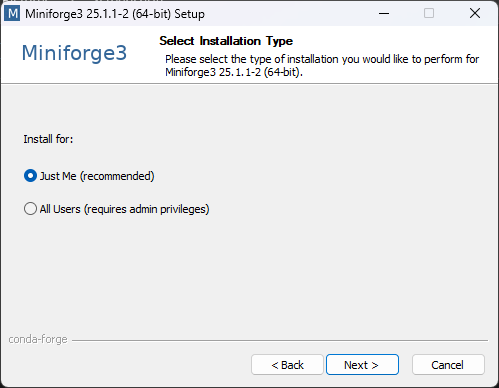 M Miniforge3 25.1.1-2 (64-bit) Setup
Miniforge3
Select Installation Type
Please select the type of installation you would like to perform for
Miniforge3 25.1.1-2 (64-bit).
Install for:
Just Me (recommended)
All Users (requires admin privileges)
conda-forge
< Back
Next >
Cancel